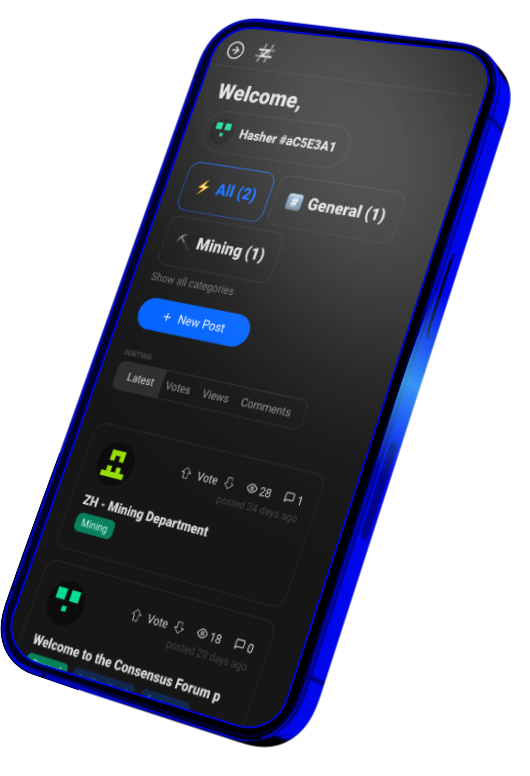 Welcome,
Hasher #aC5E3A1
All (2)
# General (1)
Mining (1)
Show all categories
+ New Post
SORTING
Latest Votes Views Comments
Vote 28 1
posted 24 days ago
ZH - Mining Department
Mining
Vote 18 0
posted 29 days ago
Welcome to the Consensus Forum p